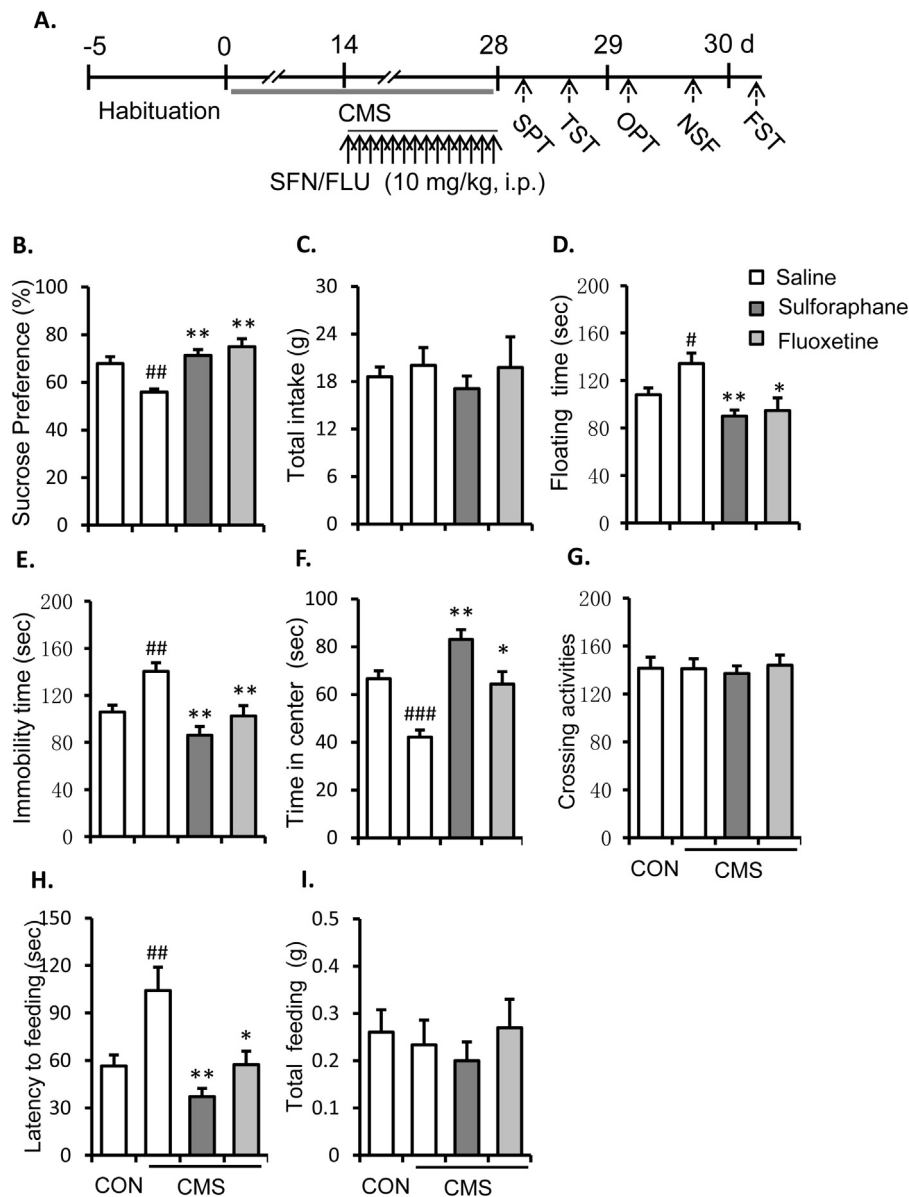 A.
-5 0 14 28 29 30 d
Habituation
CMS
SPT TST OPT NSF FST
SFN/FLU (10 mg/kg, i.p.)
B.
Sucrose Preference (%)
100
80
60
40
20
0
##
**
**
C.
Total intake (g)
30
24
18
12
6
0
D.
Floating time (sec)
200
160
120
80
40
0
#
**
*
Saline
Sulforaphane
Fluoxetine
E.
Immobility time (sec)
200
160
120
80
40
0
##
**
**
F.
Time in center (sec)
100
80
60
40
20
0
###
**
*
G.
Crossing activities
200
160
120
80
40
0
CON CMS
H.
Latency to feeding (sec)
150
120
90
60
30
0
##
**
*
CON CMS
I.
Total feeding (g)
0.5
0.4
0.3
0.2
0.1
0
CON CMS